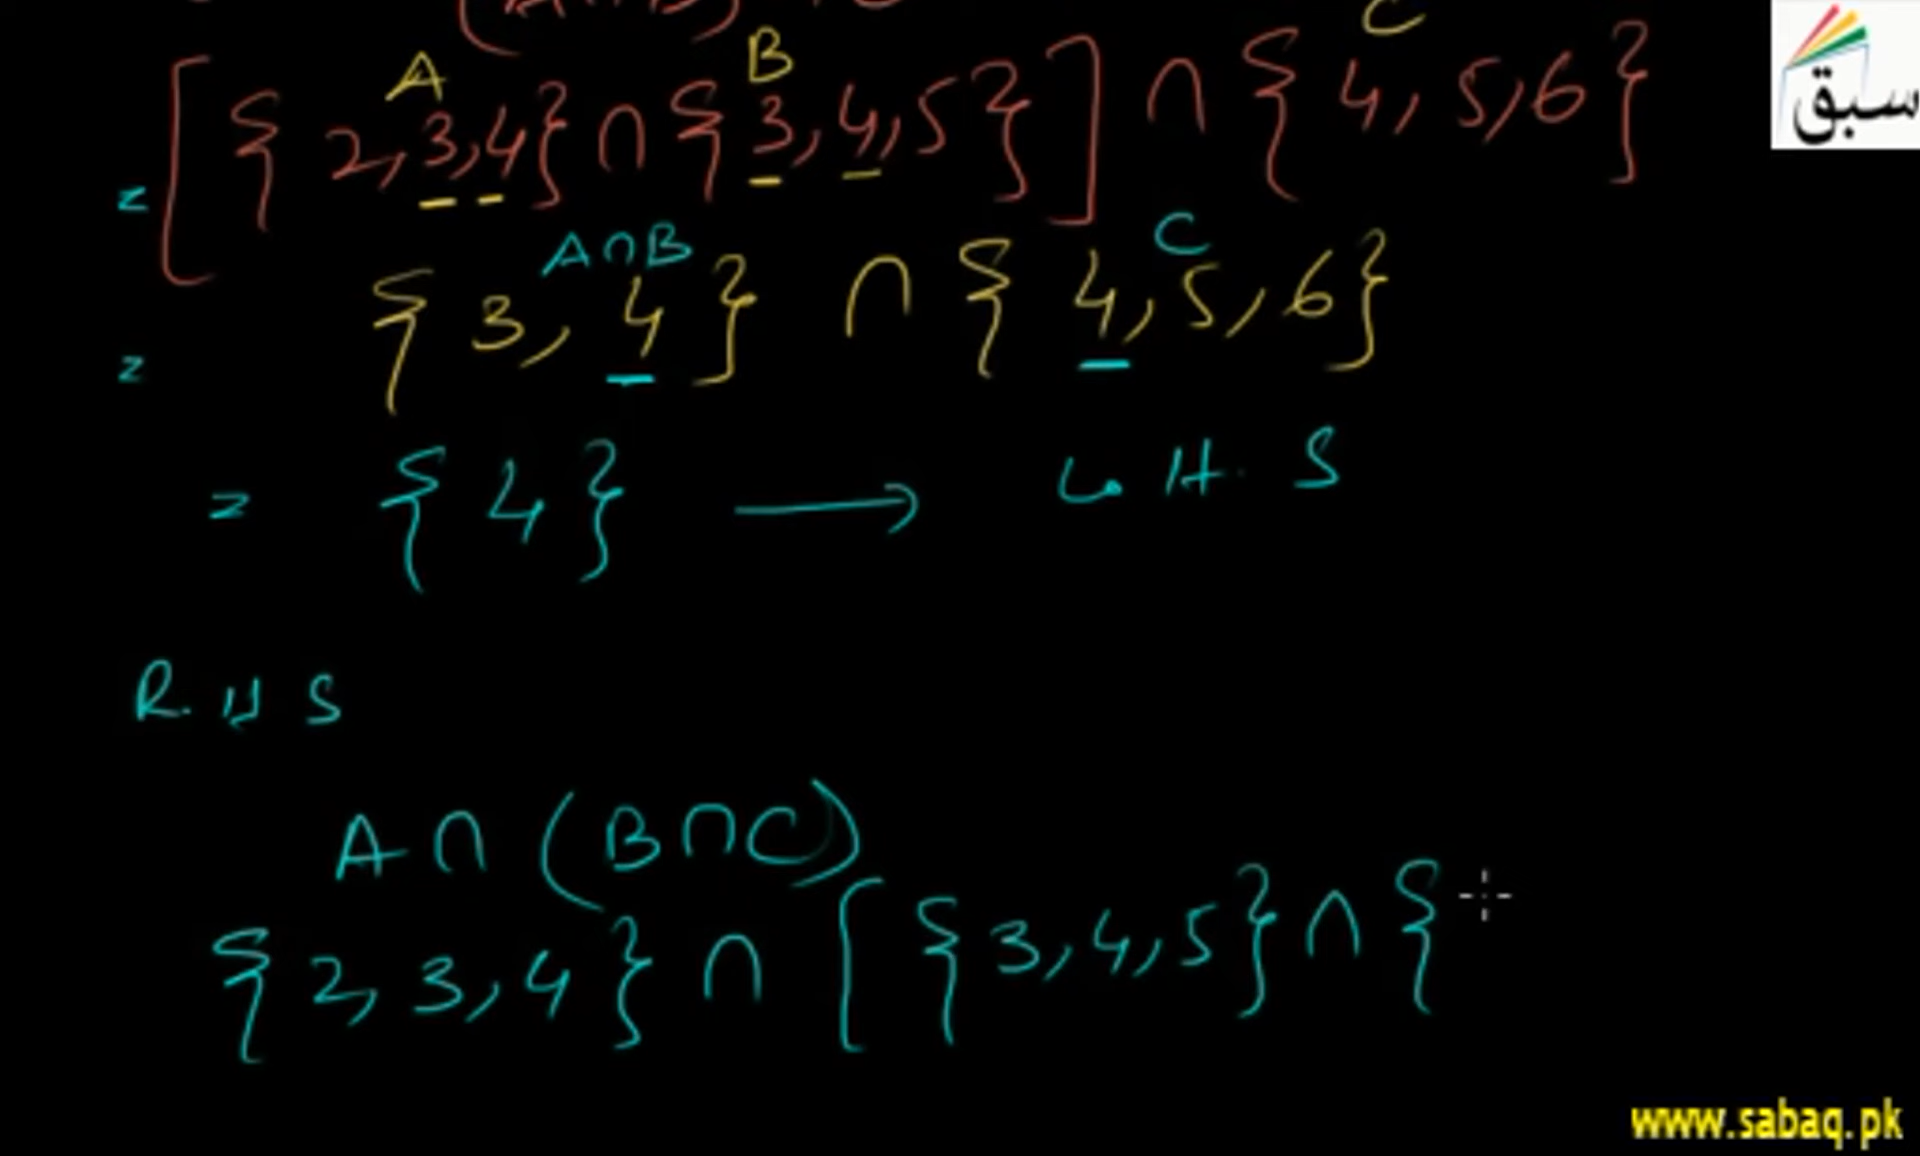 (A∩B) ∩ C
A B C
= [{2,3,4} ∩ {3,4,5}] ∩ {4,5,6}
A∩B C
= {3,4} ∩ {4,5,6}
= {4} → L.H.S
R.H.S
A∩(B∩C)
{2,3,4} ∩ [{3,4,5} ∩ {
سبق
www.sabaq.pk